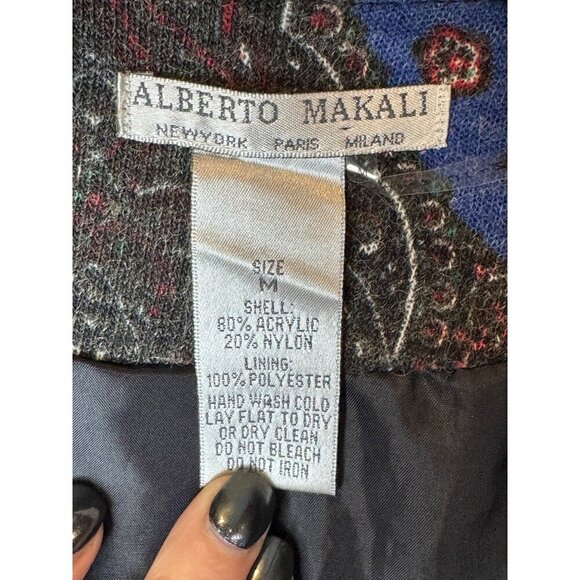 ALBERTO MAKALI
NEWYORK PARIS MILAND
SIZE
M
SHELL:
80% ACRYLIC
20% NYLON
LINING:
100% POLYESTER
HAND WASH COLD
LAY FLAT TO DRY
OR DRY CLEAN
DO NOT BLEACH
DO NOT IRON